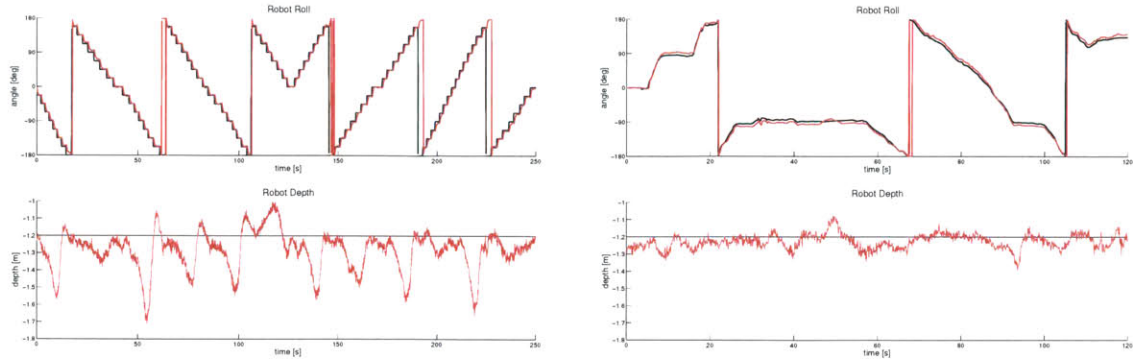 Robot Roll
180
90
0
-90
-180
angle [deg]
0 50 100 150 200 250
time [s]
Robot Depth
-1
-1.1
-1.2
-1.3
-1.4
-1.5
-1.6
-1.7
-1.8
depth [m]
0 50 100 150 200 250
time [s]
Robot Roll
180
90
0
-90
-180
angle [deg]
0 20 40 60 80 100 120
time [s]
Robot Depth
-1
-1.1
-1.2
-1.3
-1.4
-1.5
-1.6
-1.7
-1.8
depth [m]
0 20 40 60 80 100 120
time [s]